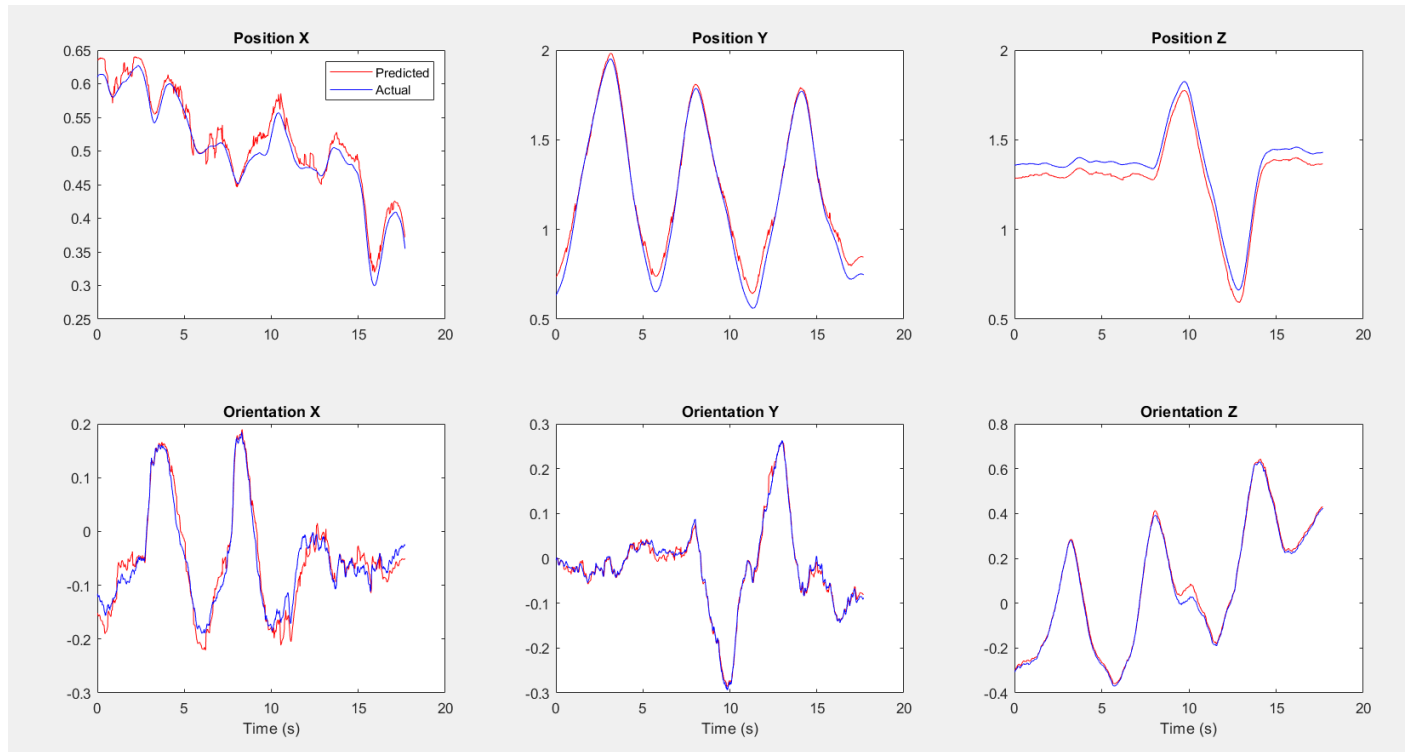 Position X
Position Y
Position Z
0.65
0.6
0.55
0.5
0.45
0.4
0.35
0.3
0.25
Predicted
Actual
0 5 10 15 20
2
1.5
1
0.5
0 5 10 15 20
2
1.5
1
0.5
0 5 10 15 20
Orientation X
Orientation Y
Orientation Z
0.2
0.1
0
-0.1
-0.2
-0.3
0 5 10 15 20
Time (s)
0.3
0.2
0.1
0
-0.1
-0.2
-0.3
0 5 10 15 20
Time (s)
0.8
0.6
0.4
0.2
0
-0.2
-0.4
0 5 10 15 20
Time (s)